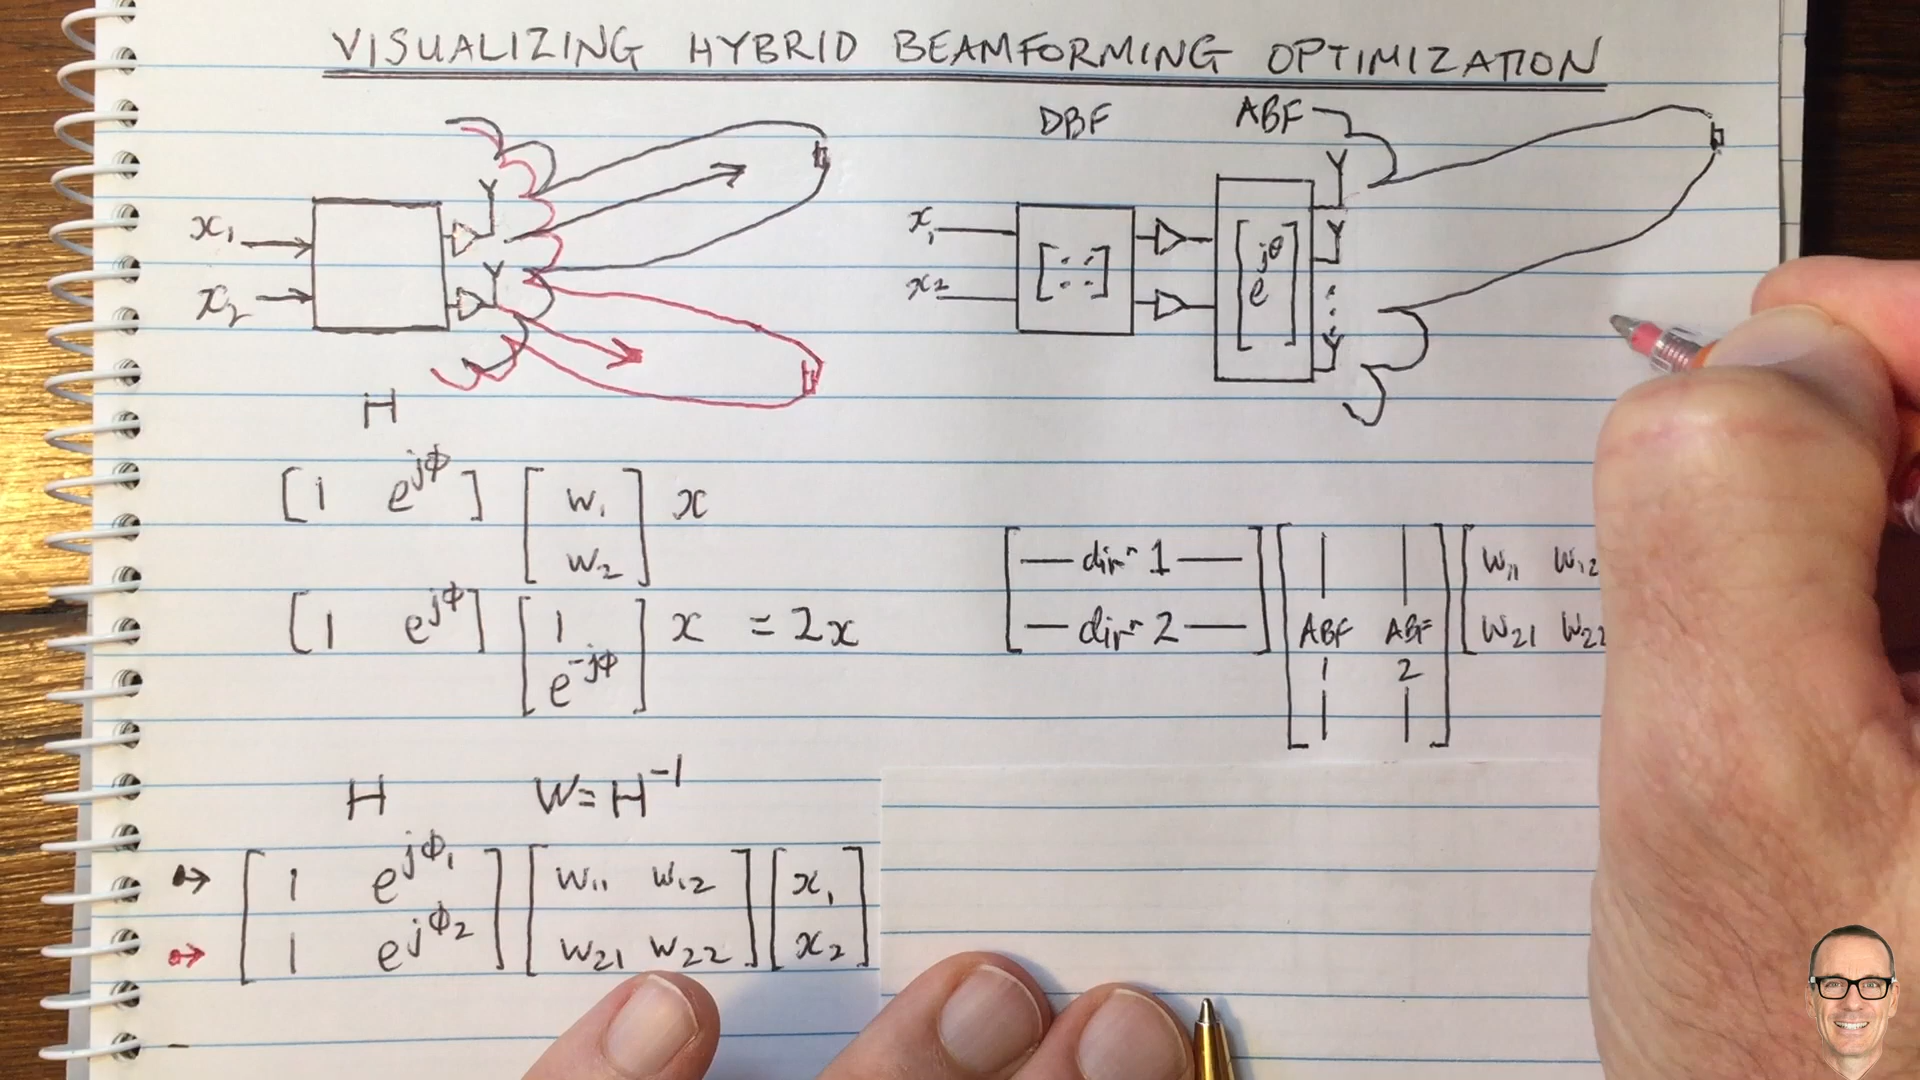 VISUALIZING HYBRID BEAMFORMING OPTIMIZATION
x₁
x₂
H
[1 e^{jϕ}] [w₁ w₂] x
[1 e^{jϕ}] [1 e^{-jϕ}] x = 2x
H W=H⁻¹
[1 e^{jϕ₁}] [w₁₁ w₁₂] [x₁]
[1 e^{jϕ₂}] [w₂₁ w₂₂] [x₂]
DBF ABF
x₁
x₂
[e^{jθ}]
dirⁿ 1 w₁₁ w₁₂
dirⁿ 2 ABF ABF w₂₁ w₂₂
1 2